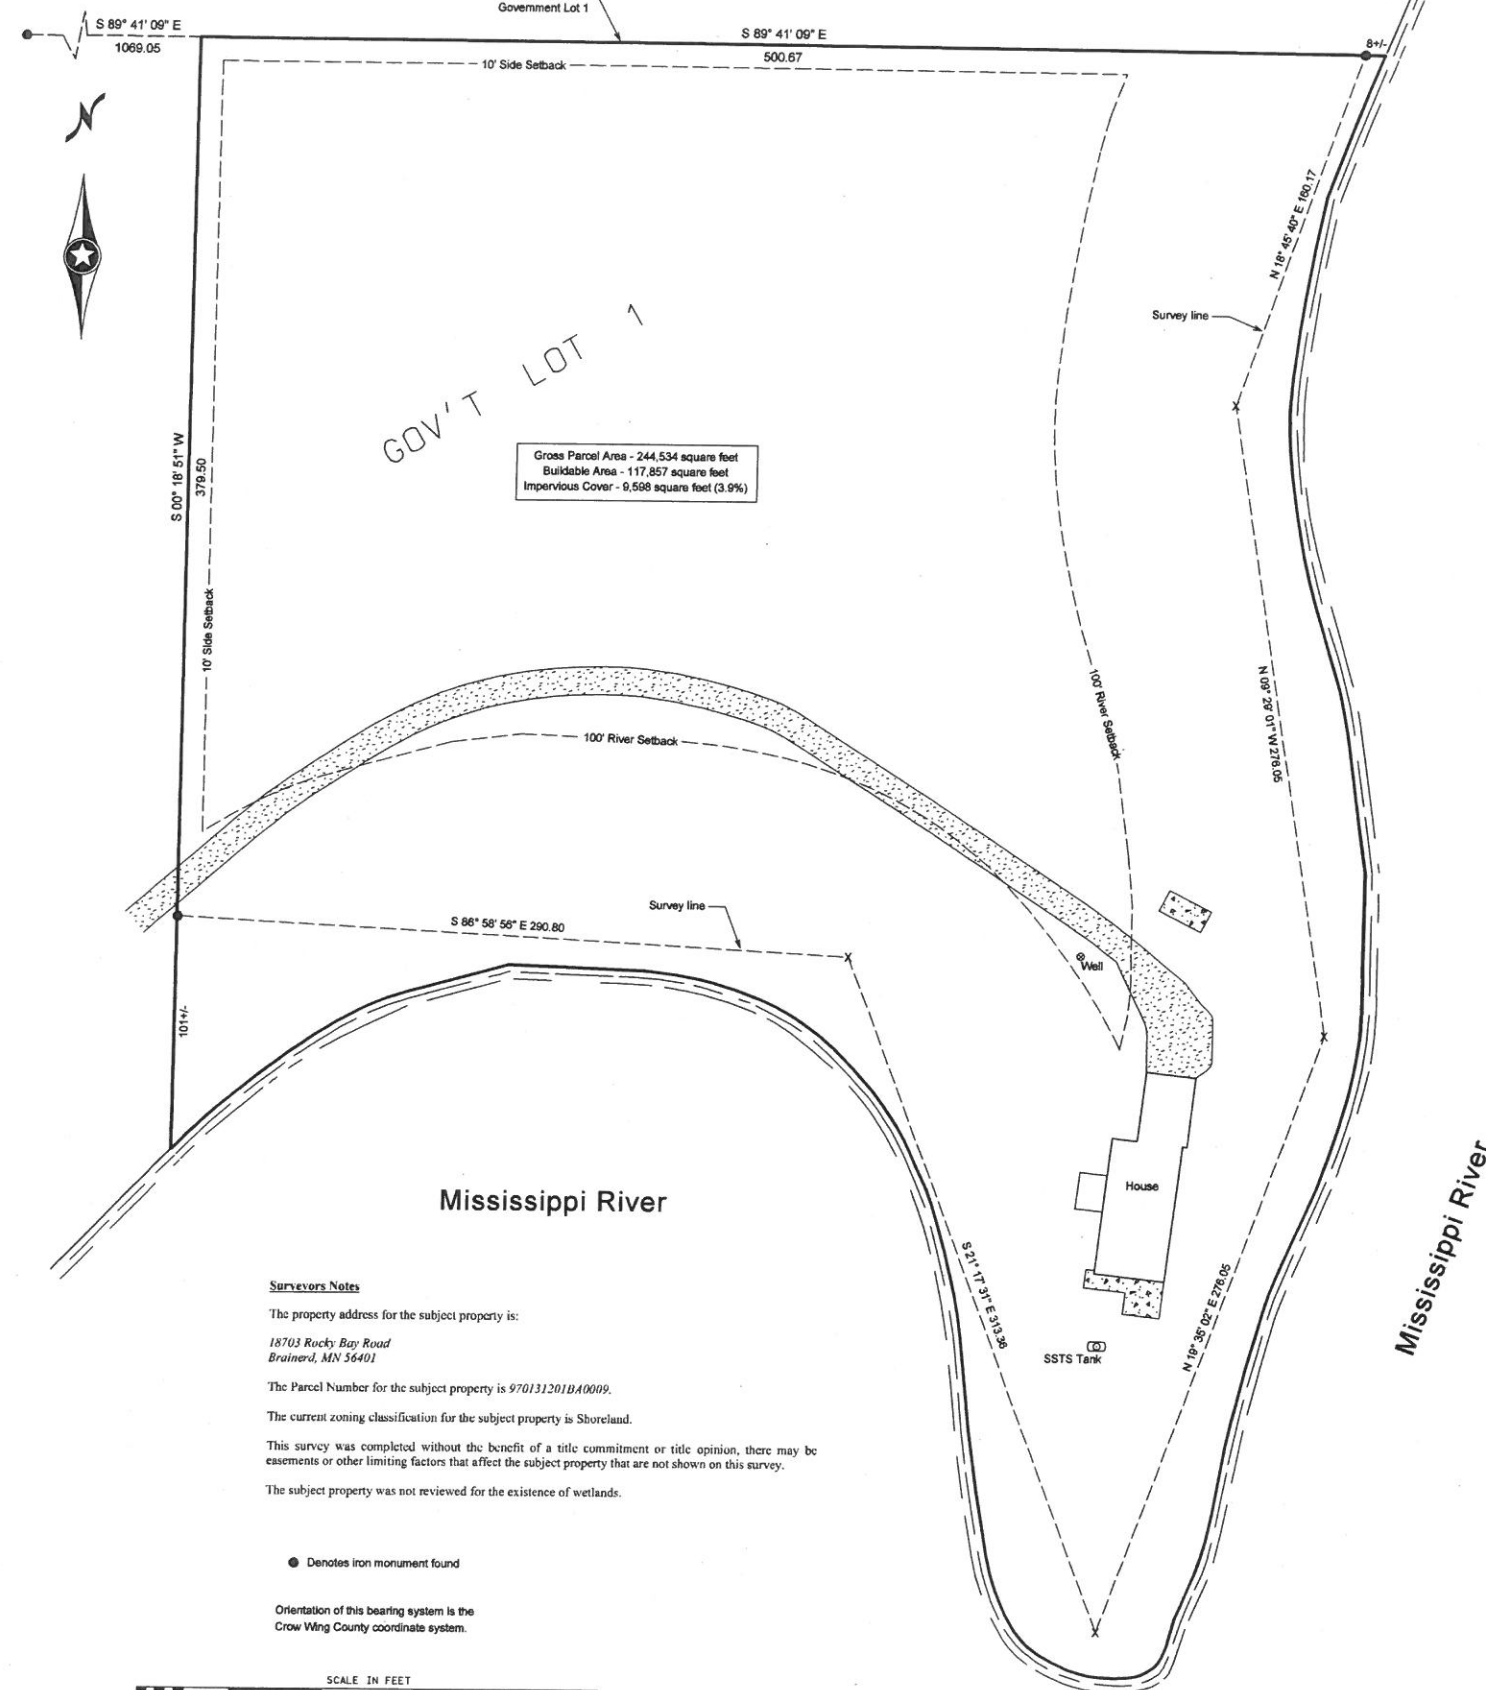 Government Lot 1
S 89° 41' 09" E
1069.05
S 89° 41' 09" E
500.67
8+/-
10' Side Setback
N
N 18° 45' 40" E 160.17
Survey line
GOV'T LOT 1
S 00° 18' 51" W
379.50
Gross Parcel Area - 244,534 square feet
Buildable Area - 117,857 square feet
Impervious Cover - 9,598 square feet (3.9%)
10' Side Setback
100' River Setback
N 09° 29' 01" W 276.05
100' River Setback
Survey line
S 86° 58' 56" E 290.80
Well
101+/-
Mississippi River
House
Mississippi River
S 21° 17' 31" E 313.36
N 19° 35' 02" E 276.05
SSTS Tank
Surveyors Notes
The property address for the subject property is:
18703 Rocky Bay Road
Brainerd, MN 56401
The Parcel Number for the subject property is 970131201BA0009.
The current zoning classification for the subject property is Shoreland.
This survey was completed without the benefit of a title commitment or title opinion, there may be
easements or other limiting factors that affect the subject property that are not shown on this survey.
The subject property was not reviewed for the existence of wetlands.
Denotes iron monument found
Orientation of this bearing system is the
Crow Wing County coordinate system.
SCALE IN FEET